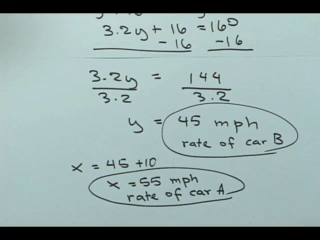 3.2y + 16 = 160
- 16 -16
3.2y = 144
3.2 3.2
y = 45 mph
rate of car B
x = 45 + 10
x = 55 mph
rate of car A